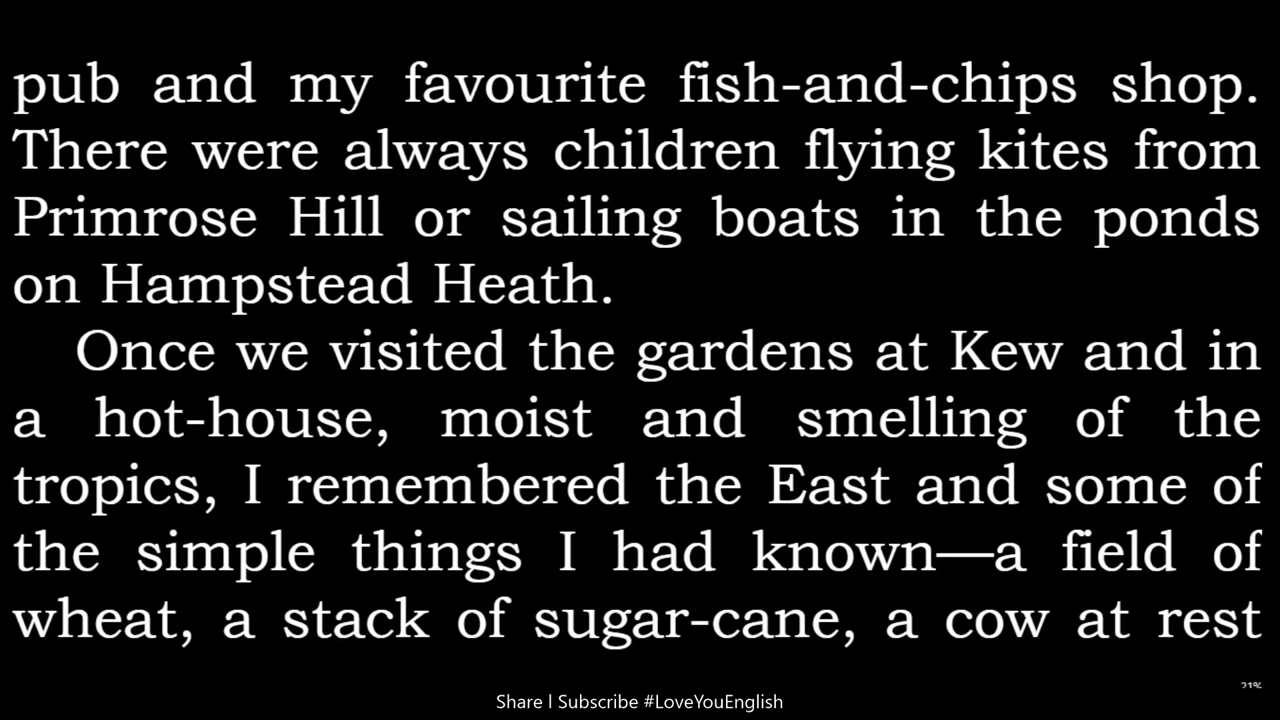 pub and my favourite fish-and-chips shop.
There were always children flying kites from
Primrose Hill or sailing boats in the ponds
on Hampstead Heath.
Once we visited the gardens at Kew and in
a hot-house, moist and smelling of the
tropics, I remembered the East and some of
the simple things I had known—a field of
wheat, a stack of sugar-cane, a cow at rest
21%
Share | Subscribe #LoveYouEnglish